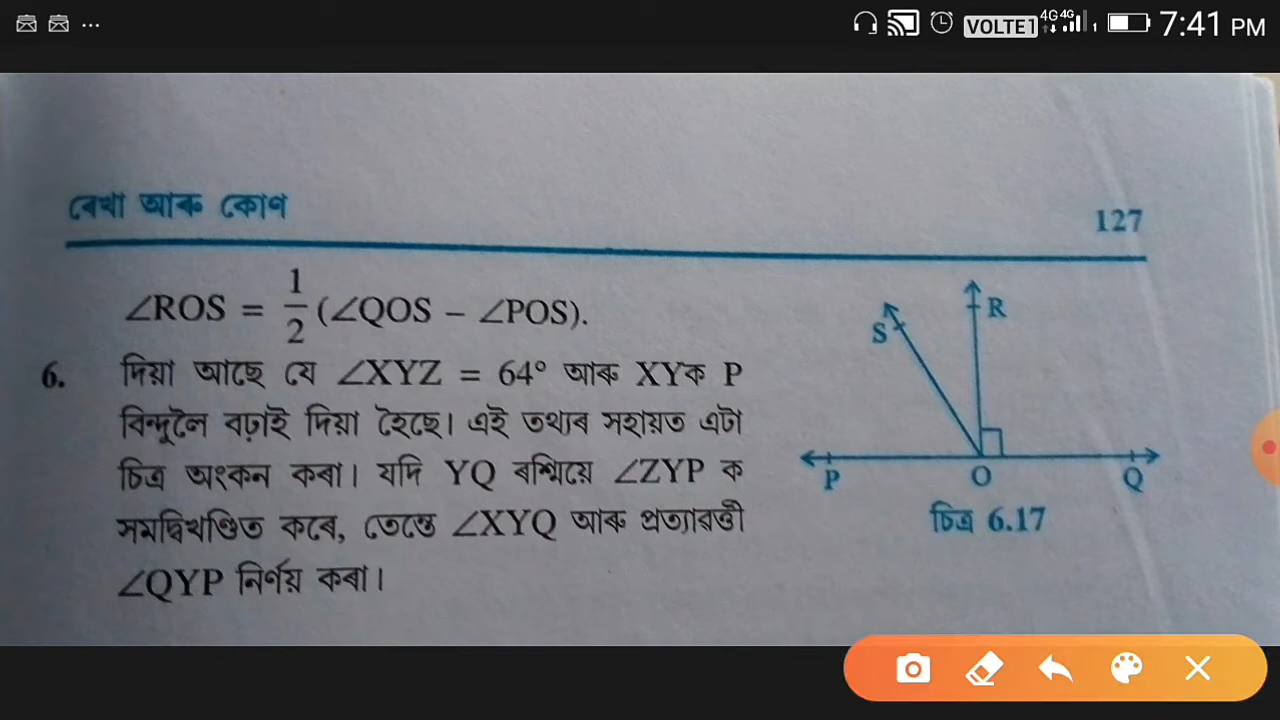 VOLTE1 4G 4G 1 7:41 PM
ৰেখা আৰু কোণ 127
∠ROS = 1/2 (∠QOS – ∠POS).
6. দিয়া আছে যে ∠XYZ = 64° আৰু XYক P
বিন্দুলৈ বঢ়াই দিয়া হৈছে। এই তথ্যৰ সহায়ত এটা
চিত্ৰ অংকন কৰা। যদি YQ ৰশ্মিয়ে ∠ZYP ক
সমদ্বিখণ্ডিত কৰে, তেন্তে ∠XYQ আৰু প্ৰত্যাৱৰ্তী
∠QYP নিৰ্ণয় কৰা।
S R
P O Q
চিত্ৰ 6.17